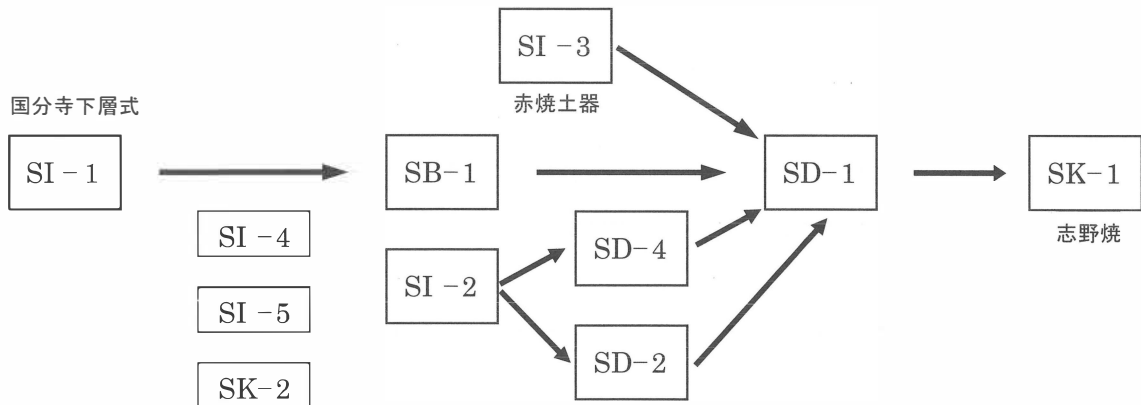 SI-3
赤焼土器
国分寺下層式
SI-1
SB-1
SD-1
SK-1
志野焼
SI-4
SI-2
SD-4
SI-5
SD-2
SK-2